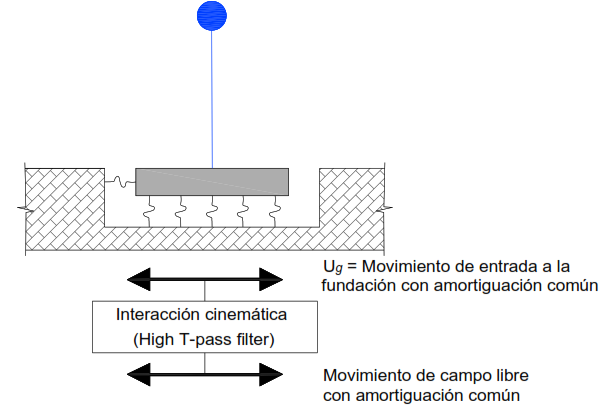 Ug = Movimiento de entrada a la
fundación con amortiguación común
Interacción cinemática
(High T-pass filter)
Movimiento de campo libre
con amortiguación común